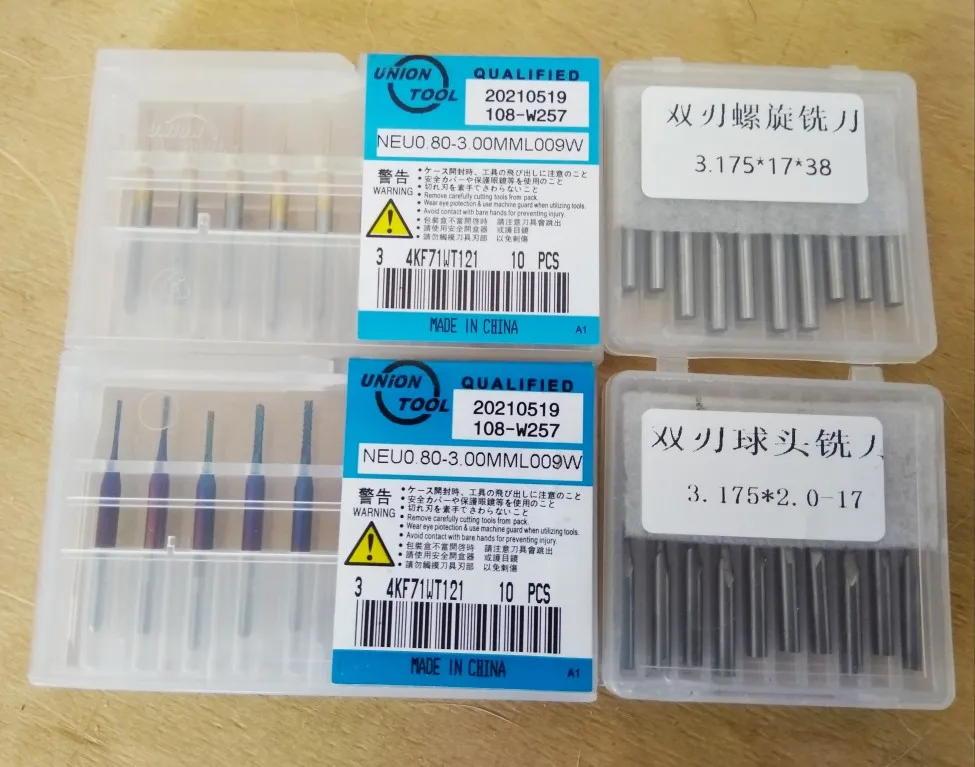 UNION
TOOL
QUALIFIED
20210519
108-W257
NEU0.80-3.00MML009W
警告
WARNING
• ケース開封時、工具の飛び出しに注意のこと
• 安全カバーや保護眼鏡等を使用のこと
• 切れ刃を素手でさわらないこと
• Remove carefully cutting tools from pack.
• Wear eye protection & use machine guard when utilizing tools.
• Avoid contact with bare hands for preventing injury.
• 包裝盒不當開啓時 請注意刀具會跳出
• 請使用安全開盒器 或護目鏡
• 請勿觸摸刀具刃部 以免刺傷
3 4KF71WT121 10 PCS
MADE IN CHINA
A1
双刃螺旋铣刀
3.175*17*38
UNION
TOOL
QUALIFIED
20210519
108-W257
NEU0.80-3.00MML009W
警告
WARNING
• ケース開封時、工具の飛び出しに注意のこと
• 安全カバーや保護眼鏡等を使用のこと
• 切れ刃を素手でさわらないこと
• Remove carefully cutting tools from pack.
• Wear eye protection & use machine guard when utilizing tools.
• Avoid contact with bare hands for preventing injury.
• 包裝盒不當開啓時 請注意刀具會跳出
• 請使用安全開盒器 或護目鏡
• 請勿觸摸刀具刃部 以免刺傷
3 4KF71WT121 10 PCS
MADE IN CHINA
A1
双刃球头铣刀
3.175*2.0-17